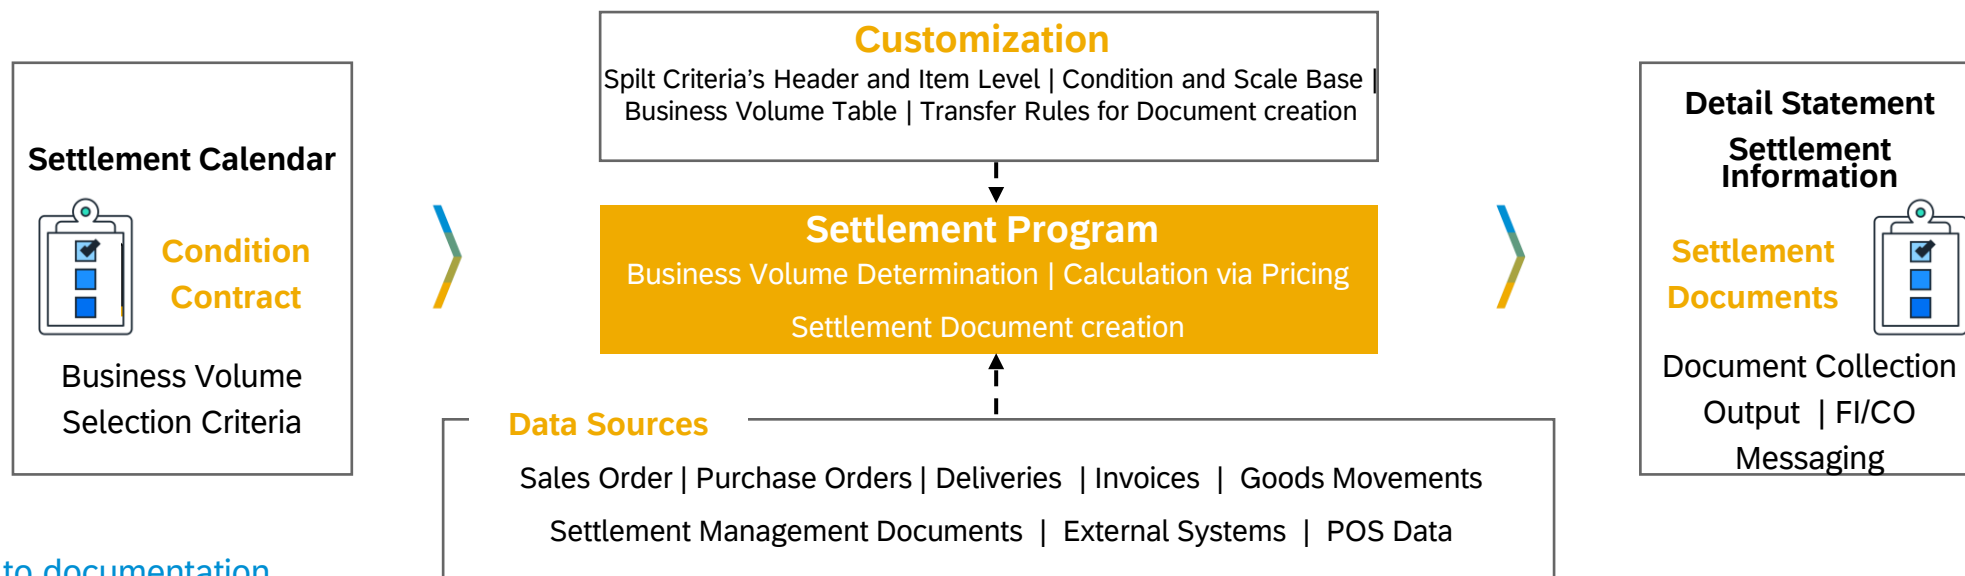 Settlement Calendar
Condition
Contract
Business Volume
Selection Criteria
Customization
Spilt Criteria’s Header and Item Level | Condition and Scale Base |
Business Volume Table | Transfer Rules for Document creation
Settlement Program
Business Volume Determination | Calculation via Pricing
Settlement Document creation
Data Sources
Sales Order | Purchase Orders | Deliveries | Invoices | Goods Movements
Settlement Management Documents | External Systems | POS Data
Detail Statement
Settlement
Information
Settlement
Documents
Document Collection
Output | FI/CO
Messaging
to documentation